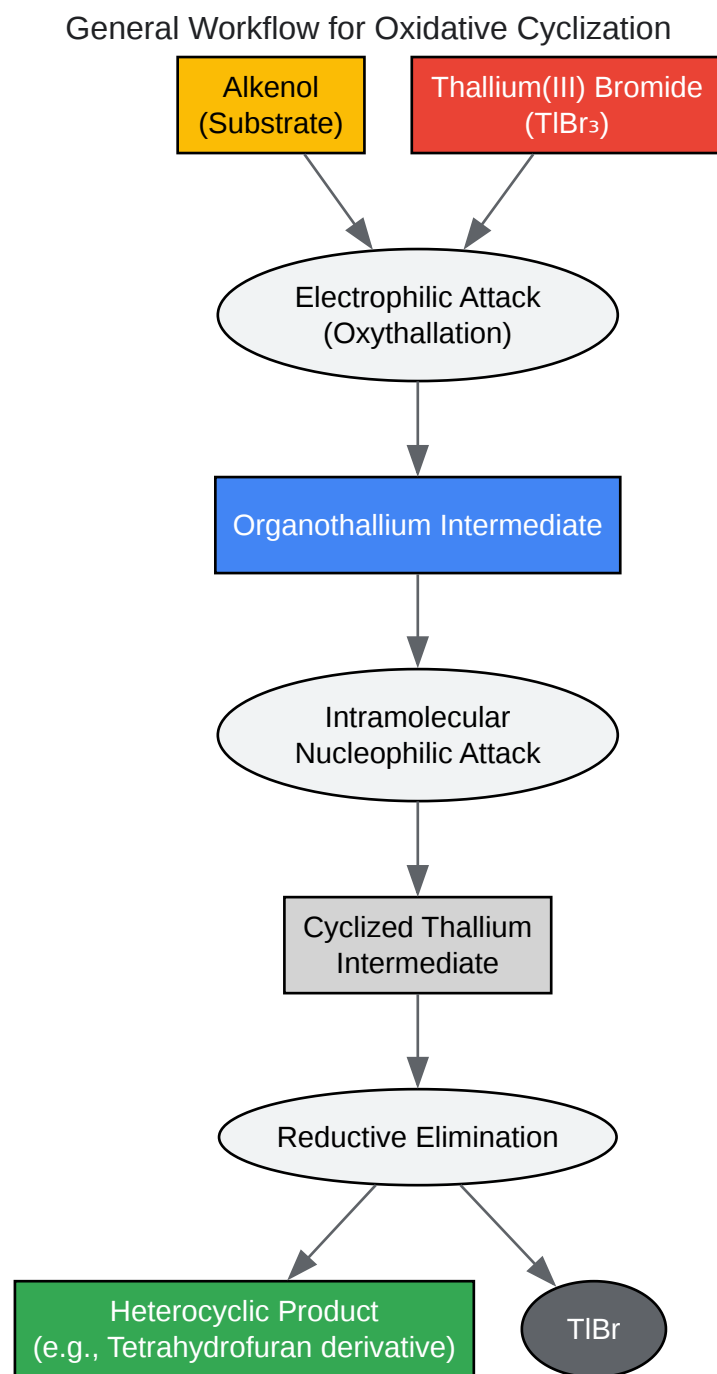 General Workflow for Oxidative Cyclization
Alkenol
(Substrate)
Thallium(III) Bromide
(TlBr₃)
Electrophilic Attack
(Oxythallation)
Organothallium Intermediate
Intramolecular
Nucleophilic Attack
Cyclized Thallium
Intermediate
Reductive Elimination
Heterocyclic Product
(e.g., Tetrahydrofuran derivative)
TlBr